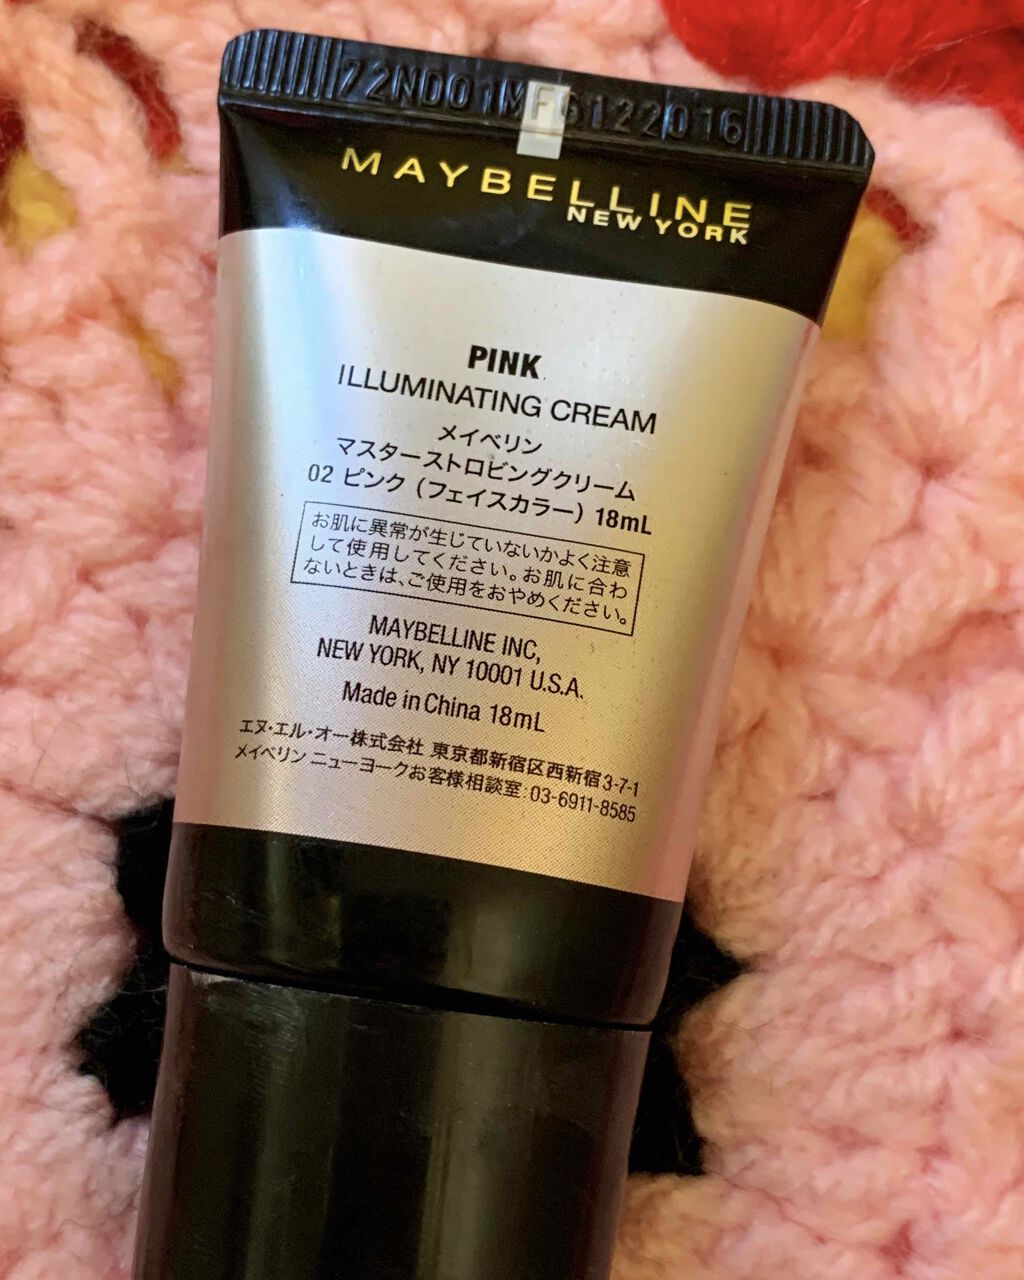 72ND01MF6122016
MAYBELLINE
NEW YORK
PINK
ILLUMINATING CREAM
メイベリン
マスターストロビングクリーム
02 ピンク（フェイスカラー）18mL
お肌に異常が生じていないかよく注意
して使用してください。お肌に合わ
ないときは、ご使用をおやめください。
MAYBELLINE INC,
NEW YORK, NY 10001 U.S.A.
Made in China 18mL
エヌ・エル・オー株式会社 東京都新宿区西新宿3-7-1
メイベリン ニューヨークお客様相談室：03-6911-8585